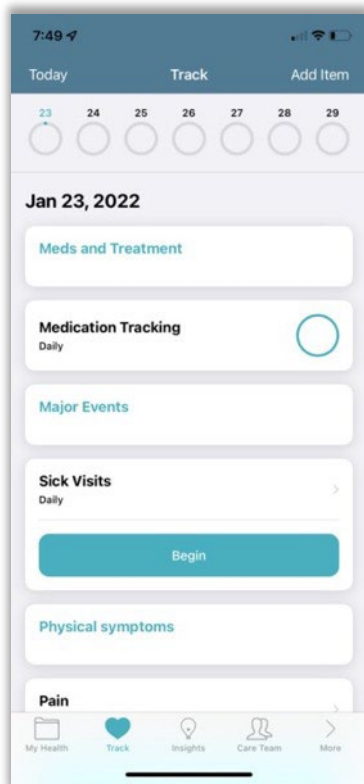 7:49
Today Track Add Item
23 24 25 26 27 28 29
Jan 23, 2022
Meds and Treatment
Medication Tracking
Daily
Major Events
Sick Visits
Daily
Begin
Physical symptoms
Pain
My Health Track Insights Care Team More